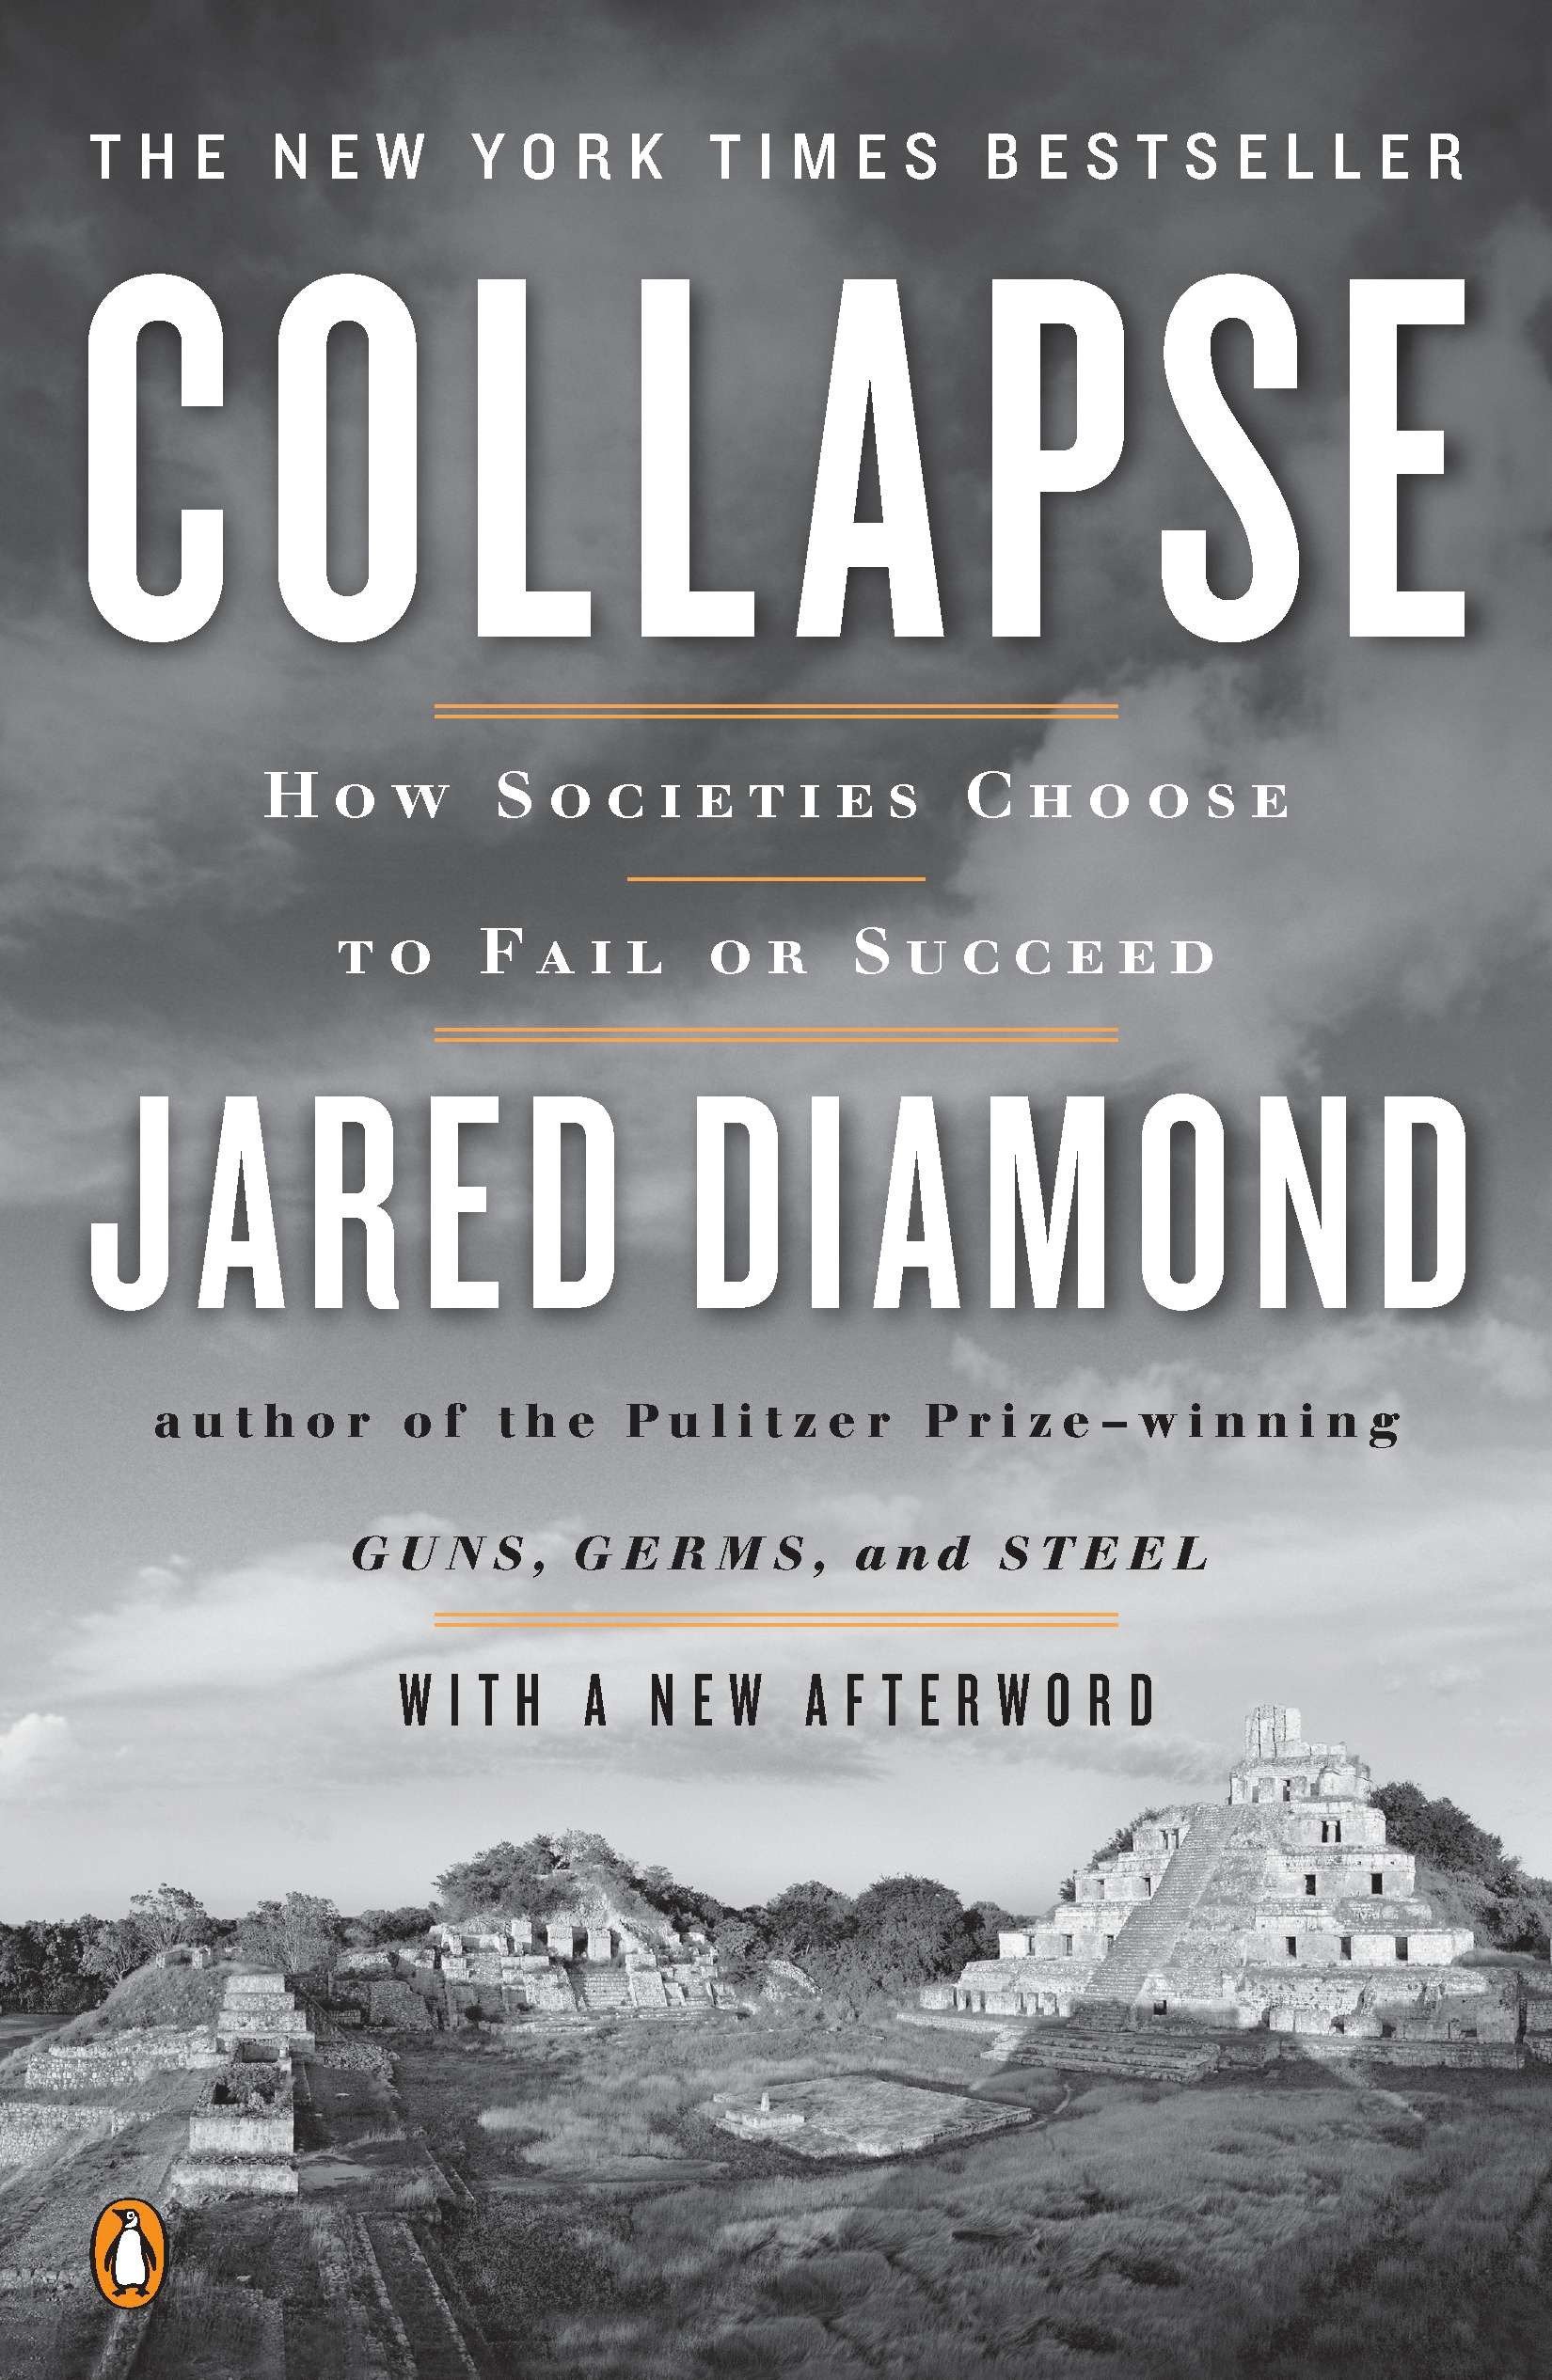 THE NEW YORK TIMES BESTSELLER
COLLAPSE
How Societies Choose
to Fail or Succeed
JARED DIAMOND
author of the Pulitzer Prize–winning
GUNS, GERMS, and STEEL
WITH A NEW AFTERWORD